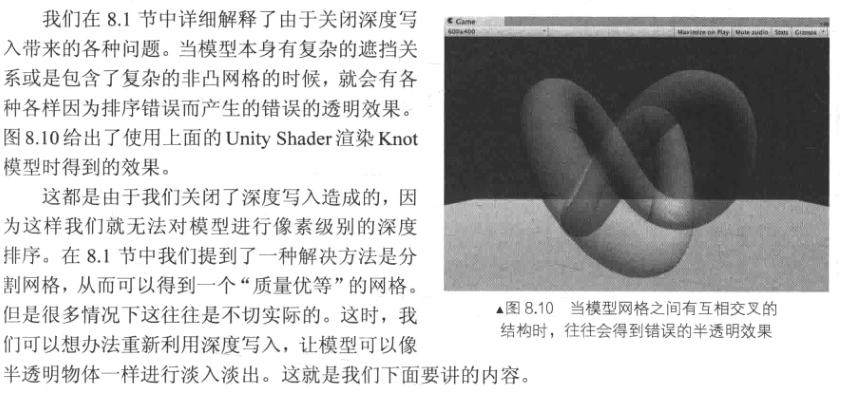 我们在 8.1 节中详细解释了由于关闭深度写
入带来的各种问题。当模型本身有复杂的遮挡关
系或是包含了复杂的非凸网格的时候，就会有各
种各样因为排序错误而产生的错误的透明效果。
图 8.10 给出了使用上面的 Unity Shader 渲染 Knot
模型时得到的效果。
这都是由于我们关闭了深度写入造成的，因
为这样我们就无法对模型进行像素级别的深度
排序。在 8.1 节中我们提到了一种解决方法是分
割网格，从而可以得到一个“质量优等”的网格。
但是很多情况下这往往是不切实际的。这时，我
们可以想办法重新利用深度写入，让模型可以像
半透明物体一样进行淡入淡出。这就是我们下面要讲的内容。
Game
600x400 Maximize on Play Mute audio Stats Gizmos
▲图 8.10 当模型网格之间有互相交叉的
结构时，往往会得到错误的半透明效果